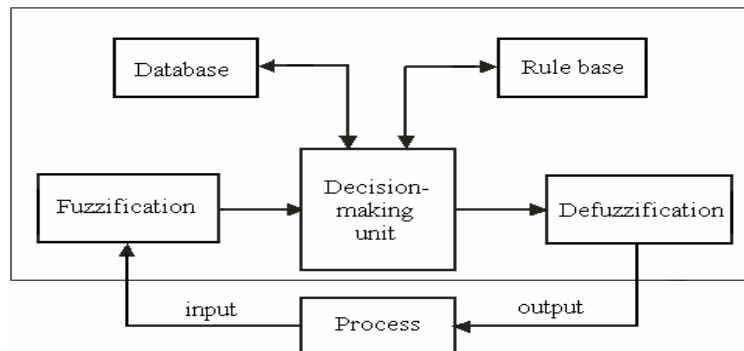 Database
Rule base
Fuzzification
Decision-
making
unit
Defuzzification
input
Process
output